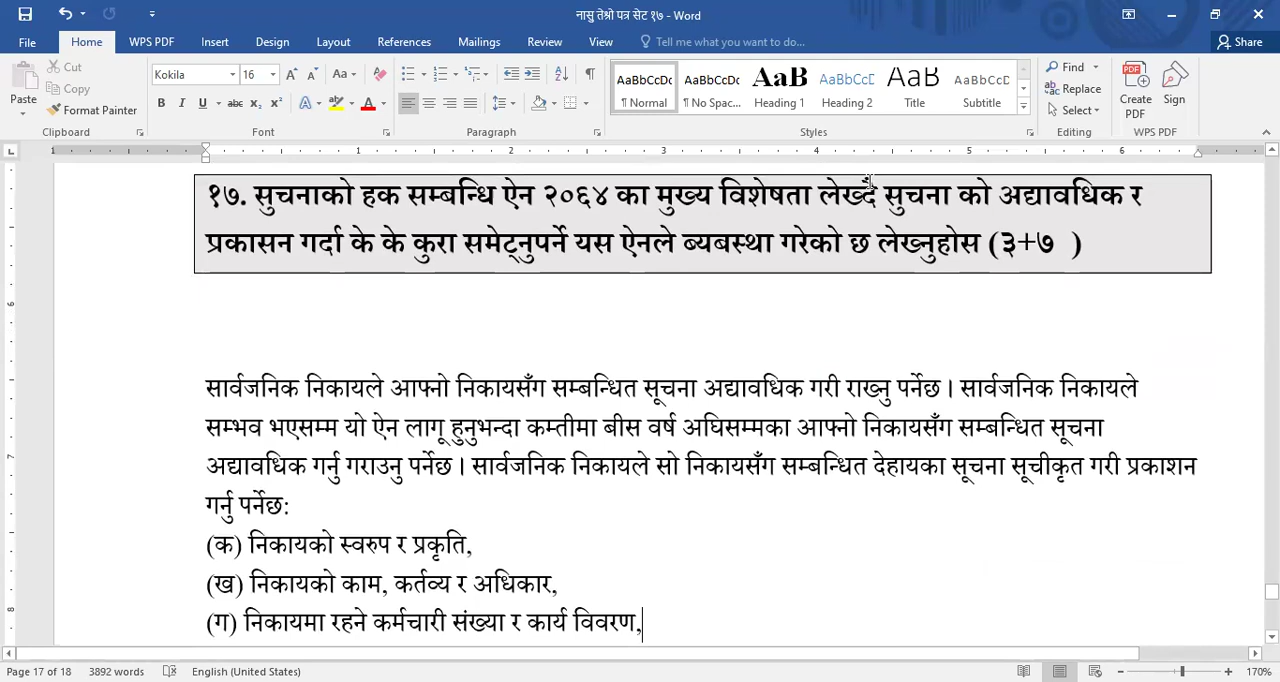 नासु तेश्रो पत्र सेट १७ - Word
File Home WPS PDF Insert Design Layout References Mailings Review View Tell me what you want to do... Share
Cut
Copy
Format Painter
Paste
Clipboard
Kokila 16
Font
Paragraph
AaBbCcDc AaBbCcDc AaB AaBbCcD AaB AaBbCcD
¶ Normal ¶ No Spac... Heading 1 Heading 2 Title Subtitle
Styles
Find
Replace
Select
Editing
Create PDF
Sign
WPS PDF
१७. सुचनाको हक सम्बन्धि ऐन २०६४ का मुख्य विशेषता लेख्दै सुचना को अद्यावधिक र
प्रकासन गर्दा के के कुरा समेट्नुपर्ने यस ऐनले ब्यबस्था गरेको छ लेख्नुहोस (३+७ )
सार्वजनिक निकायले आफ्नो निकायसँग सम्बन्धित सूचना अद्यावधिक गरी राख्नु पर्नेछ । सार्वजनिक निकायले
सम्भव भएसम्म यो ऐन लागू हुनुभन्दा कम्तीमा बीस वर्ष अघिसम्मका आफ्नो निकायसँग सम्बन्धित सूचना
अद्यावधिक गर्नु गराउनु पर्नेछ । सार्वजनिक निकायले सो निकायसँग सम्बन्धित देहायका सूचना सूचीकृत गरी प्रकाशन
गर्नु पर्नेछ:
(क) निकायको स्वरुप र प्रकृति,
(ख) निकायको काम, कर्तव्य र अधिकार,
(ग) निकायमा रहने कर्मचारी संख्या र कार्य विवरण,
Page 17 of 18 3892 words English (United States) 170%